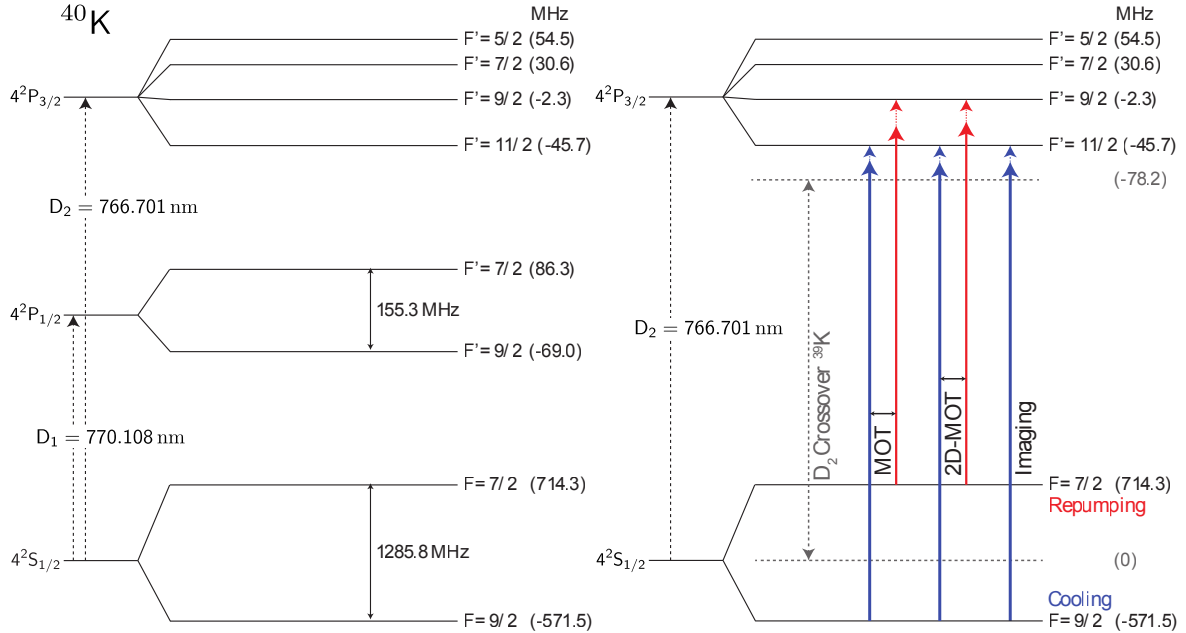 ⁴⁰K
MHz
F'= 5/2 (54.5)
F'= 7/2 (30.6)
4²P₃/₂
F'= 9/2 (-2.3)
F'= 11/2 (-45.7)
D₂ = 766.701 nm
F'= 7/2 (86.3)
4²P₁/₂
155.3 MHz
F'= 9/2 (-69.0)
D₁ = 770.108 nm
F= 7/2 (714.3)
1285.8 MHz
4²S₁/₂
F= 9/2 (-571.5)
MHz
F'= 5/2 (54.5)
F'= 7/2 (30.6)
4²P₃/₂
F'= 9/2 (-2.3)
F'= 11/2 (-45.7)
(-78.2)
D₂ = 766.701 nm
D₂ Crossover ³⁹K
MOT
2D-MOT
Imaging
F= 7/2 (714.3)
Repumping
4²S₁/₂
(0)
Cooling
F= 9/2 (-571.5)